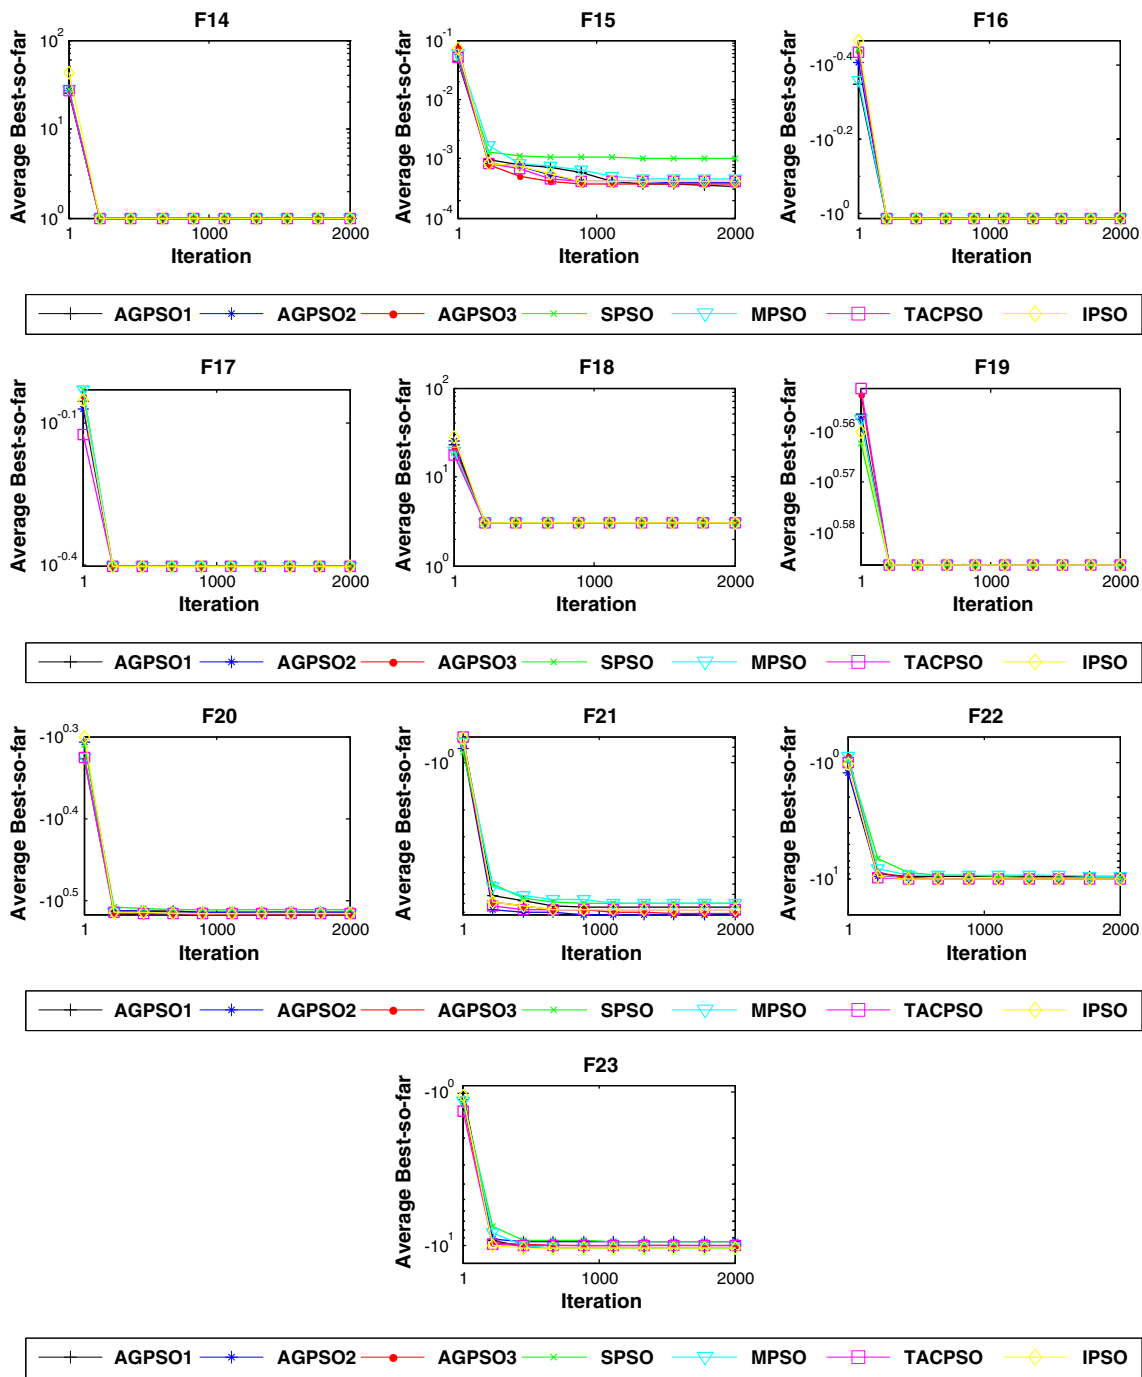 F14
F15
F16
Average Best-so-far
10^2
10^1
10^0
1
1000
2000
Iteration
Average Best-so-far
10^-1
10^-2
10^-3
10^-4
1
1000
2000
Iteration
Average Best-so-far
-10^-0.4
-10^-0.2
-10^0
1
1000
2000
Iteration
AGPSO1 AGPSO2 AGPSO3 SPSO MPSO TACPSO IPSO
F17
F18
F19
Average Best-so-far
10^-0.1
10^-0.4
1
1000
2000
Iteration
Average Best-so-far
10^2
10^1
10^0
1
1000
2000
Iteration
Average Best-so-far
-10^0.56
-10^0.57
-10^0.58
1
1000
2000
Iteration
AGPSO1 AGPSO2 AGPSO3 SPSO MPSO TACPSO IPSO
F20
F21
F22
Average Best-so-far
-10^0.3
-10^0.4
-10^0.5
1
1000
2000
Iteration
Average Best-so-far
-10^0
1
1000
2000
Iteration
Average Best-so-far
-10^0
-10^1
1
1000
2000
Iteration
AGPSO1 AGPSO2 AGPSO3 SPSO MPSO TACPSO IPSO
F23
Average Best-so-far
-10^0
-10^1
1
1000
2000
Iteration
AGPSO1 AGPSO2 AGPSO3 SPSO MPSO TACPSO IPSO